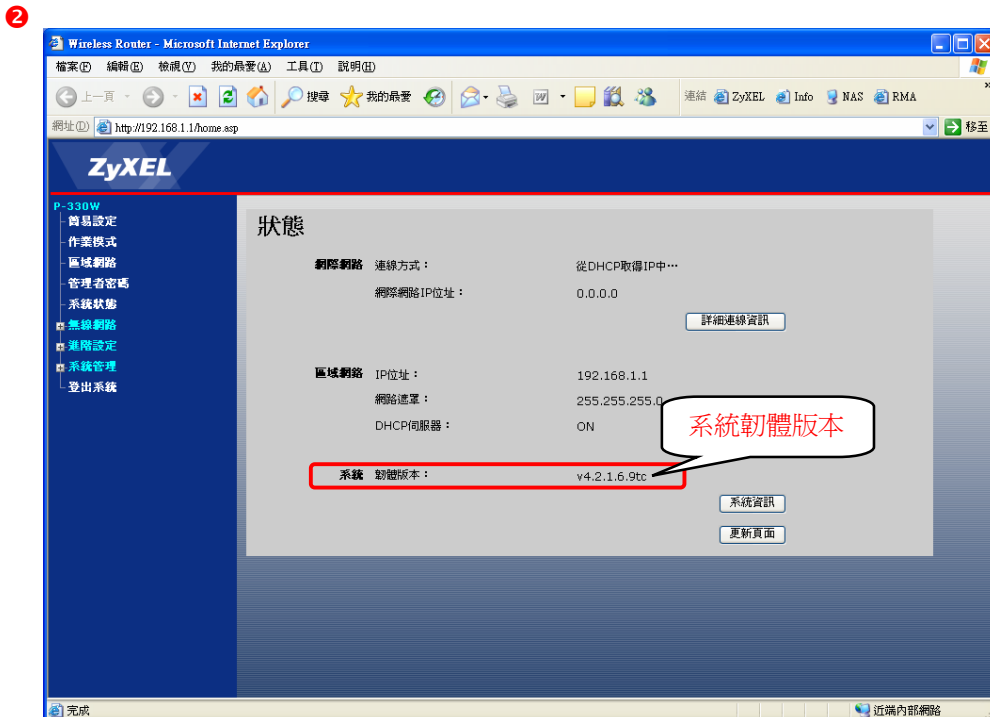 ❷
Wireless Router - Microsoft Internet Explorer
檔案(F) 編輯(E) 檢視(V) 我的最愛(A) 工具(T) 說明(H)
上一頁 搜尋 我的最愛 連結 ZyXEL Info NAS RMA »
網址(D) http://192.168.1.1/home.asp 移至
ZyXEL
P-330W
簡易設定
作業模式
區域網路
管理者密碼
系統狀態
無線網路
進階設定
系統管理
登出系統
狀態
網際網路 連線方式： 從DHCP取得IP中…
網際網路IP位址： 0.0.0.0
詳細連線資訊
區域網路 IP位址： 192.168.1.1
網路遮罩： 255.255.255.0
DHCP伺服器： ON
系統韌體版本
系統 韌體版本： v4.2.1.6.9tc
系統資訊
更新頁面
完成 近端內部網路